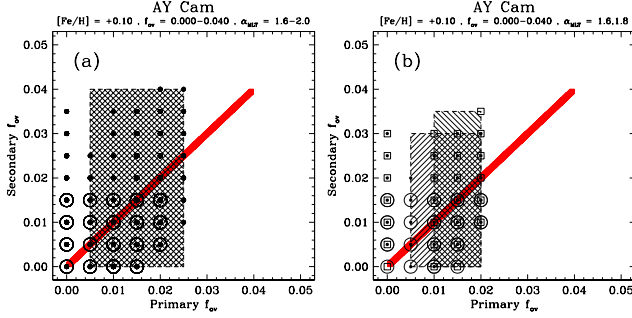 AY Cam
[Fe/H] = +0.10 , f_ov = 0.000−0.040 , α_MLT = 1.6−2.0
(a)
0.05
0.04
0.03
0.02
0.01
0.00
Secondary f_ov
0.00 0.01 0.02 0.03 0.04 0.05
Primary f_ov
AY Cam
[Fe/H] = +0.10 , f_ov = 0.000−0.040 , α_MLT = 1.6,1.8
(b)
0.05
0.04
0.03
0.02
0.01
0.00
Secondary f_ov
0.00 0.01 0.02 0.03 0.04 0.05
Primary f_ov